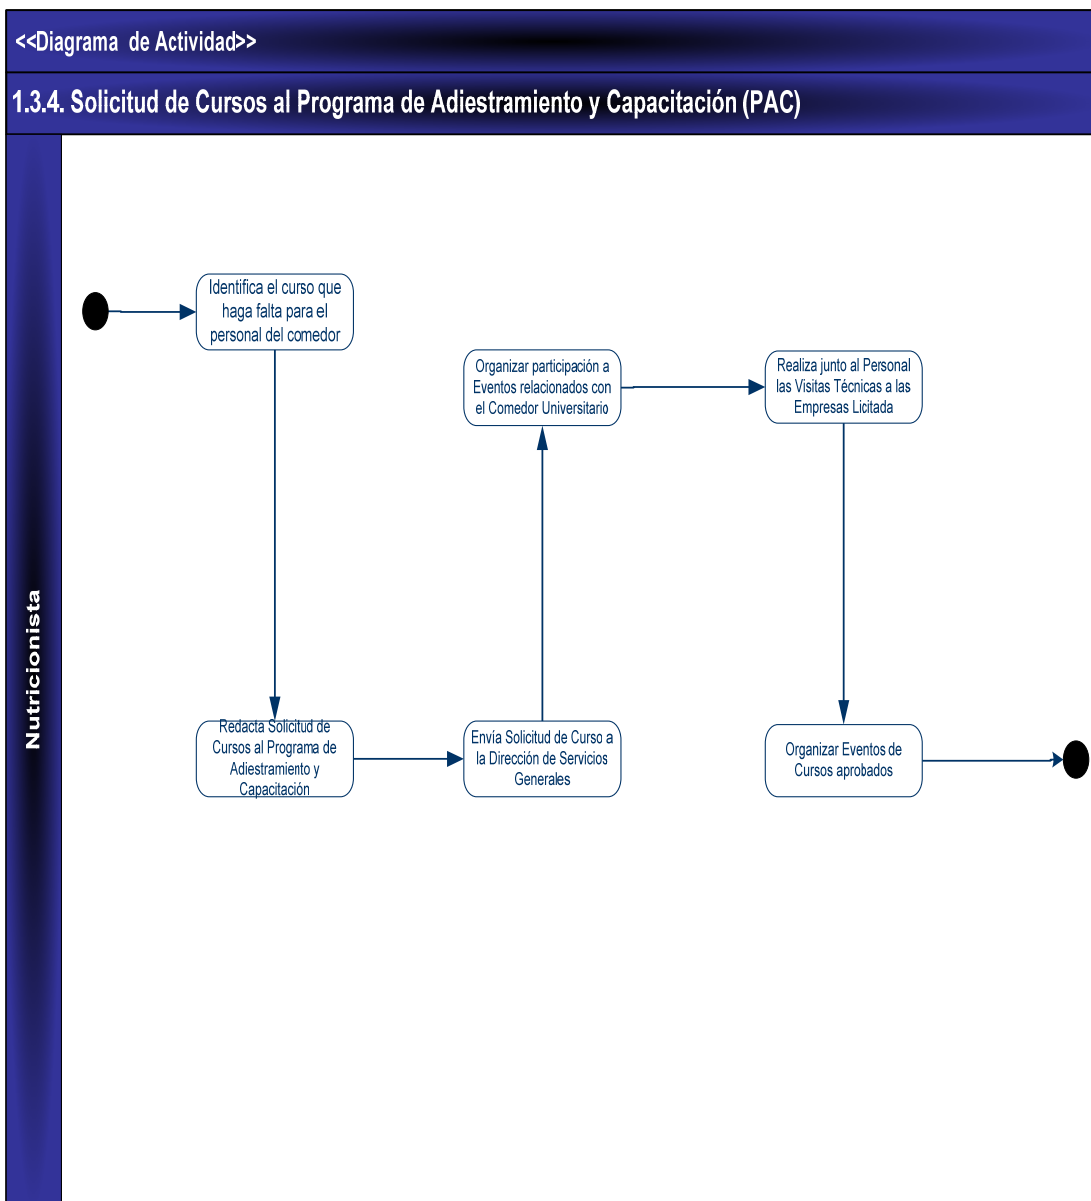 <<Diagrama de Actividad>>
1.3.4. Solicitud de Cursos al Programa de Adiestramiento y Capacitación (PAC)
Nutricionista
Identifica el curso que
haga falta para el
personal del comedor
Redacta Solicitud de
Cursos al Programa de
Adiestramiento y
Capacitación
Envía Solicitud de Curso a
la Dirección de Servicios
Generales
Organizar participación a
Eventos relacionados con
el Comedor Universitario
Realiza junto al Personal
las Visitas Técnicas a las
Empresas Licitada
Organizar Eventos de
Cursos aprobados